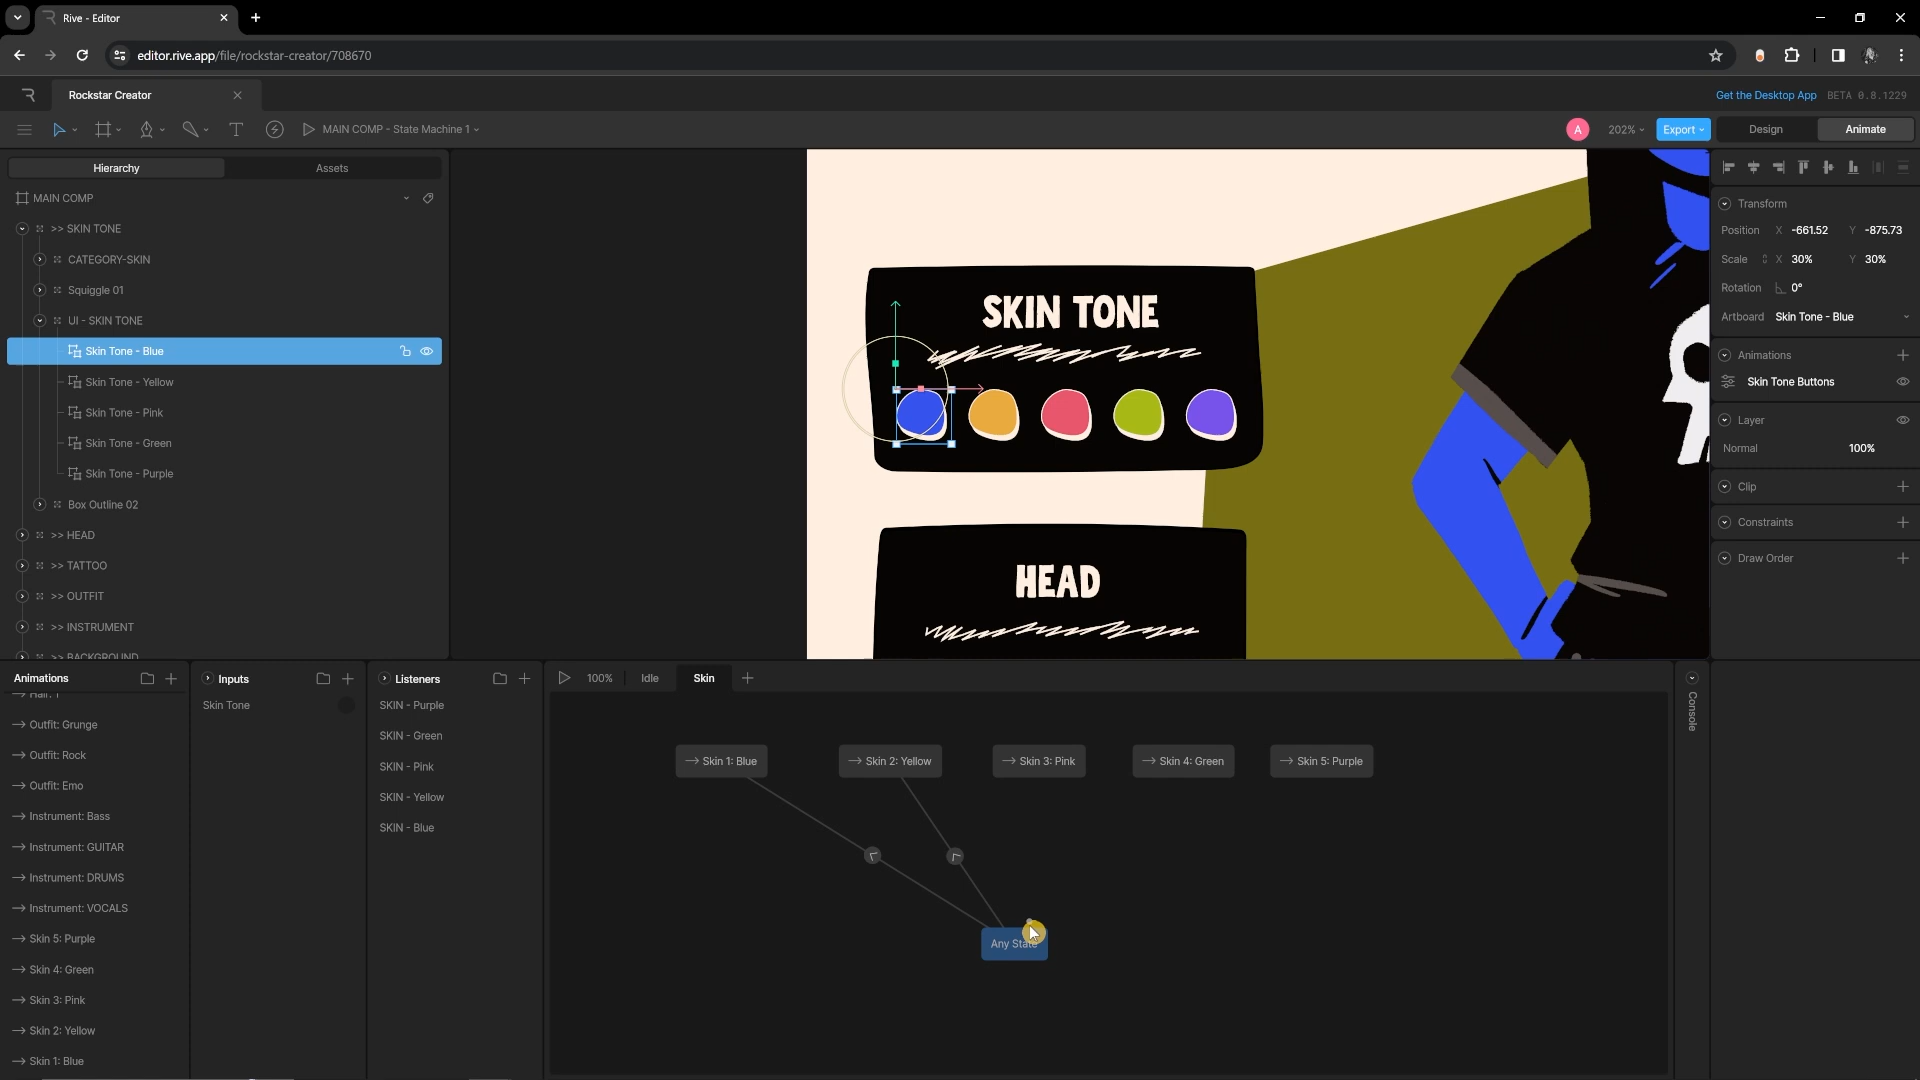 Rive - Editor
editor.rive.app/file/rockstar-creator/708670
Rockstar Creator
Get the Desktop App BETA 0.8.1229
MAIN COMP - State Machine 1
A
202%
Export
Design
Animate
Hierarchy
Assets
MAIN COMP
>> SKIN TONE
CATEGORY-SKIN
Squiggle 01
UI - SKIN TONE
Skin Tone - Blue
Skin Tone - Yellow
Skin Tone - Pink
Skin Tone - Green
Skin Tone - Purple
Box Outline 02
>> HEAD
>> TATTOO
>> OUTFIT
>> INSTRUMENT
>> BACKGROUND
SKIN TONE
HEAD
Transform
Position X -661.52 Y -875.73
Scale X 30% Y 30%
Rotation 0°
Artboard Skin Tone - Blue
Animations
Skin Tone Buttons
Layer
Normal 100%
Clip
Constraints
Draw Order
Animations
Hair: 1
Outfit: Grunge
Outfit: Rock
Outfit: Emo
Instrument: Bass
Instrument: GUITAR
Instrument: DRUMS
Instrument: VOCALS
Skin 5: Purple
Skin 4: Green
Skin 3: Pink
Skin 2: Yellow
Skin 1: Blue
Inputs
Skin Tone
Listeners
SKIN - Purple
SKIN - Green
SKIN - Pink
SKIN - Yellow
SKIN - Blue
100%
Idle
Skin
Skin 1: Blue
Skin 2: Yellow
Skin 3: Pink
Skin 4: Green
Skin 5: Purple
Any State
Console